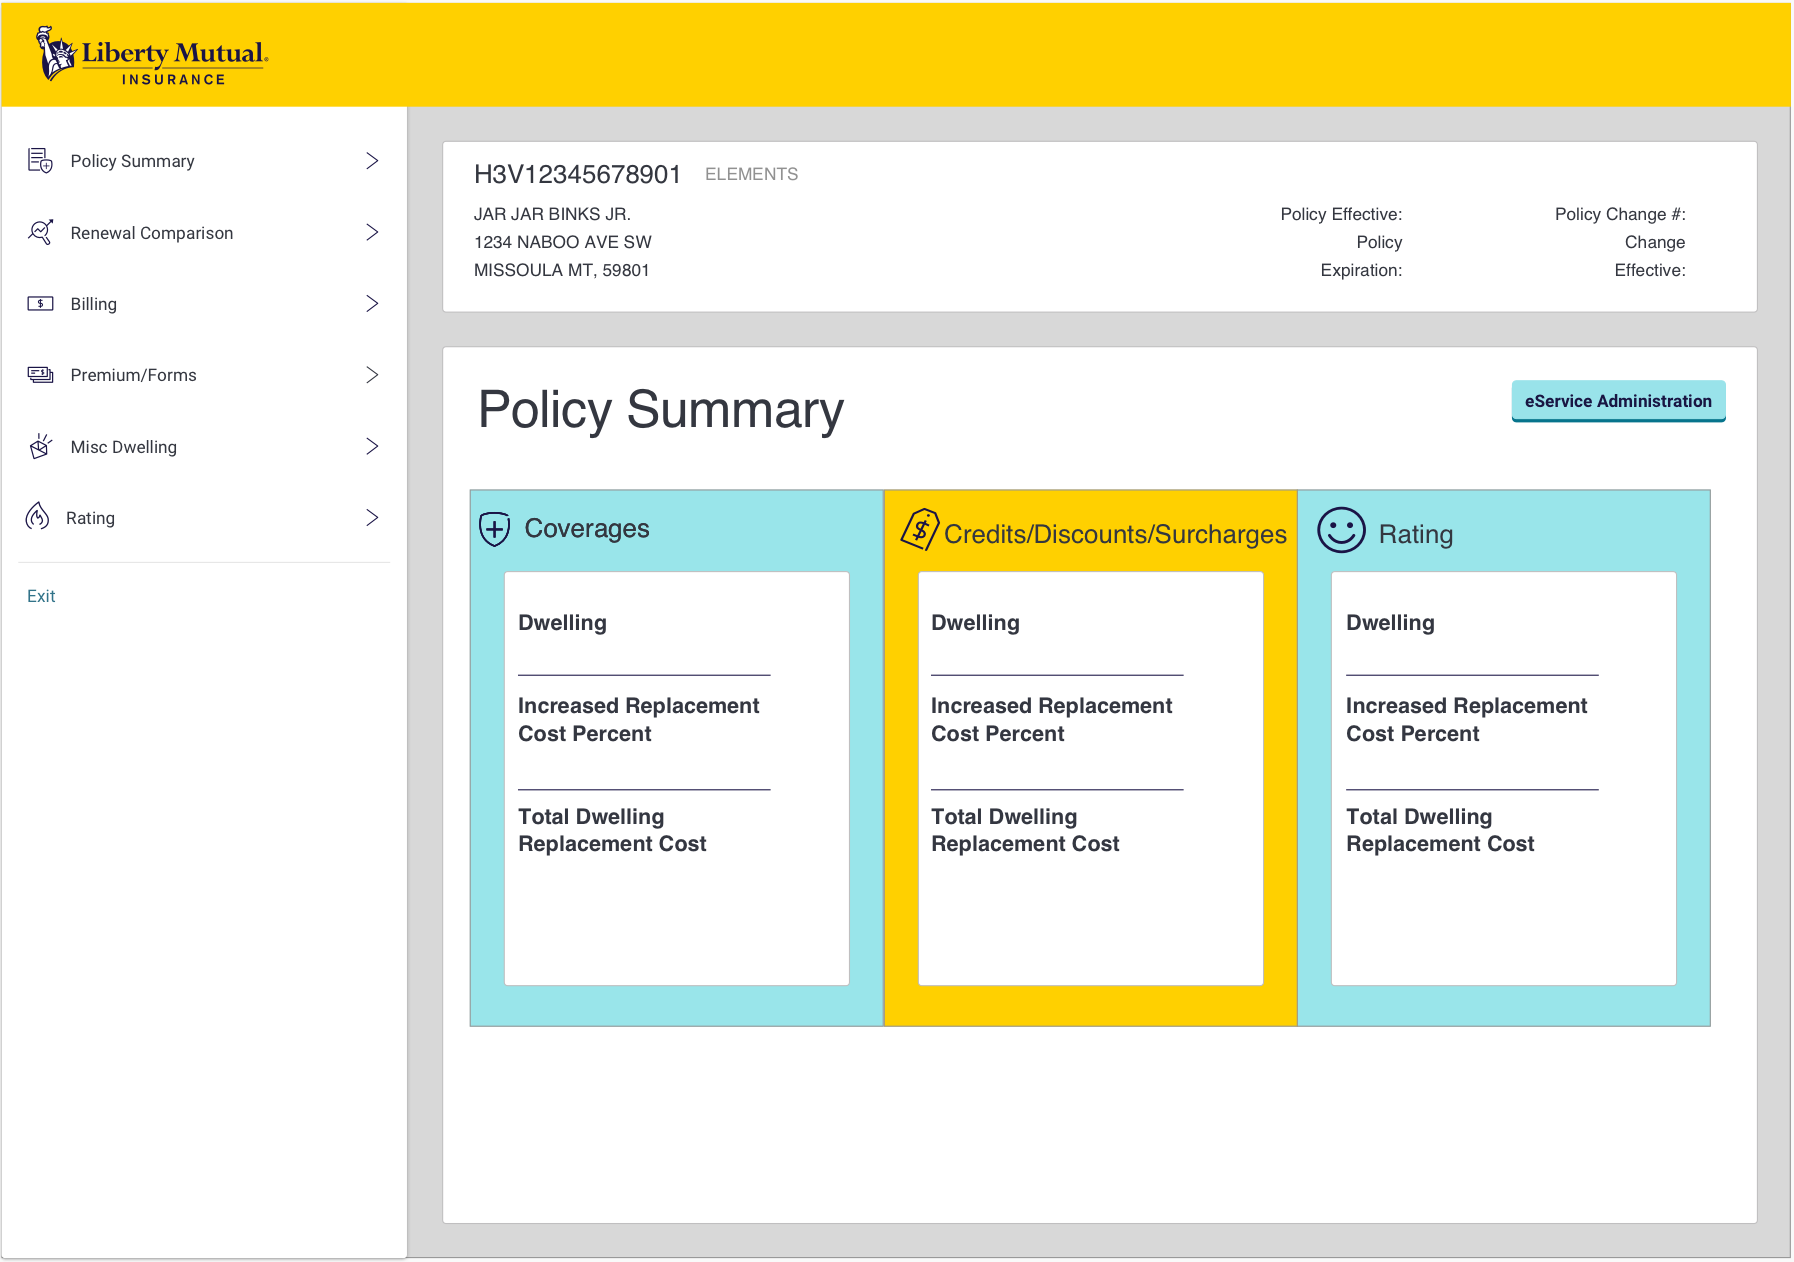 Liberty Mutual
INSURANCE
Policy Summary
Renewal Comparison
Billing
Premium/Forms
Misc Dwelling
Rating
Exit
H3V12345678901 ELEMENTS
JAR JAR BINKS JR.
1234 NABOO AVE SW
MISSOULA MT, 59801
Policy Effective:
Policy
Expiration:
Policy Change #:
Change
Effective:
Policy Summary
eService Administration
Coverages
Dwelling
Increased Replacement
Cost Percent
Total Dwelling
Replacement Cost
Credits/Discounts/Surcharges
Dwelling
Increased Replacement
Cost Percent
Total Dwelling
Replacement Cost
Rating
Dwelling
Increased Replacement
Cost Percent
Total Dwelling
Replacement Cost